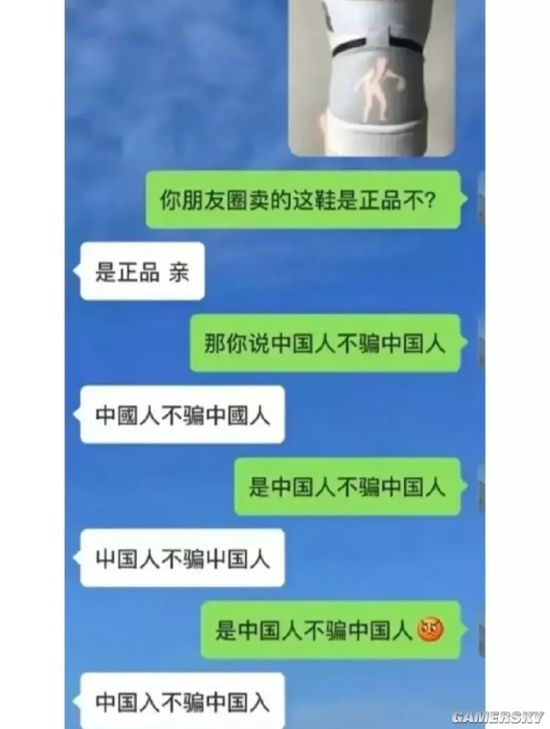 你朋友圈卖的这鞋是正品不?
是正品 亲
那你说中国人不骗中国人
中國人不骗中國人
是中国人不骗中国人
㐄国人不骗㐄国人
是中国人不骗中国人
中国入不骗中国入
GAMERSKY